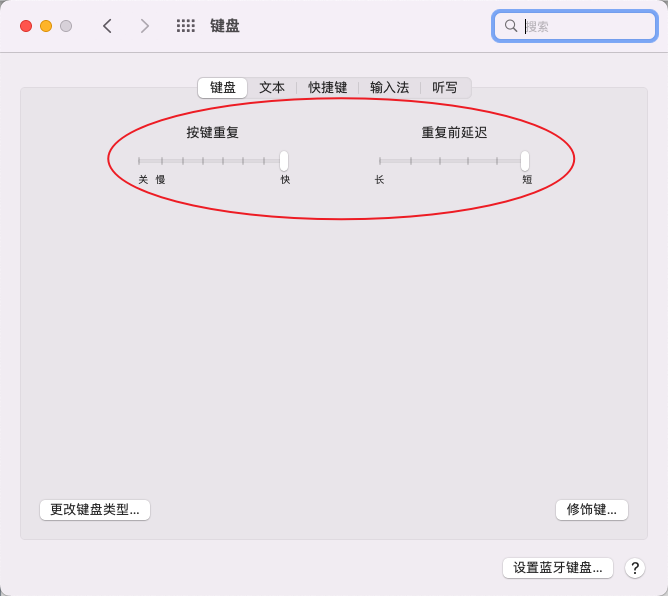 键盘
搜索
键盘 文本 快捷键 输入法 听写
按键重复 重复前延迟
关 慢 快 长 短
更改键盘类型... 修饰键...
设置蓝牙键盘... ?